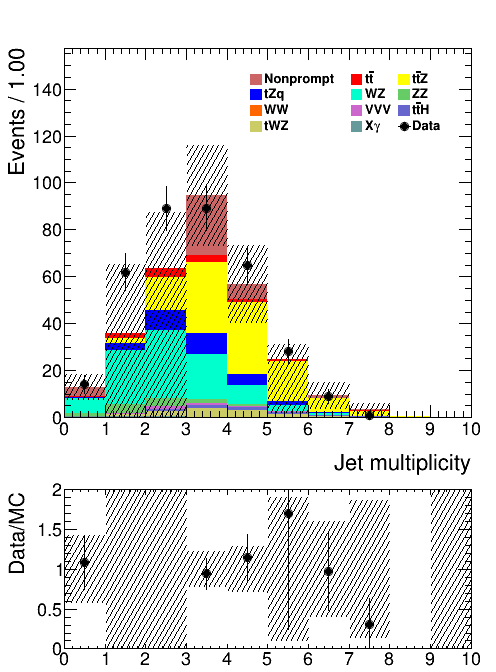 Events / 1.00
140
120
100
80
60
40
20
0
Nonprompt tt̄ tt̄Z
tZq WZ ZZ
WW VVV tt̄H
tWZ Xγ Data
0 1 2 3 4 5 6 7 8 9 10
Jet multiplicity
Data/MC
2
1.5
1
0.5
0
0 1 2 3 4 5 6 7 8 9 10